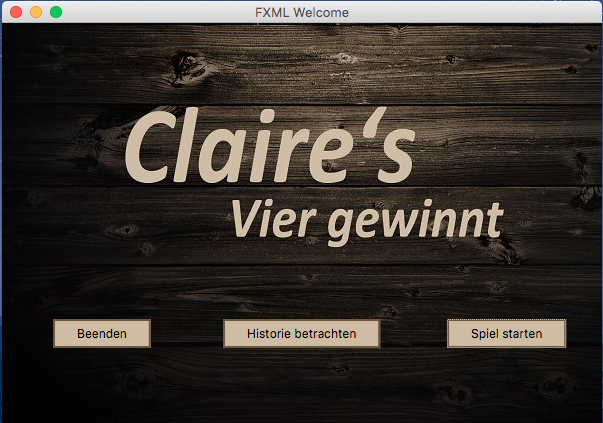 FXML Welcome
Claire‘s
Vier gewinnt
Beenden
Historie betrachten
Spiel starten